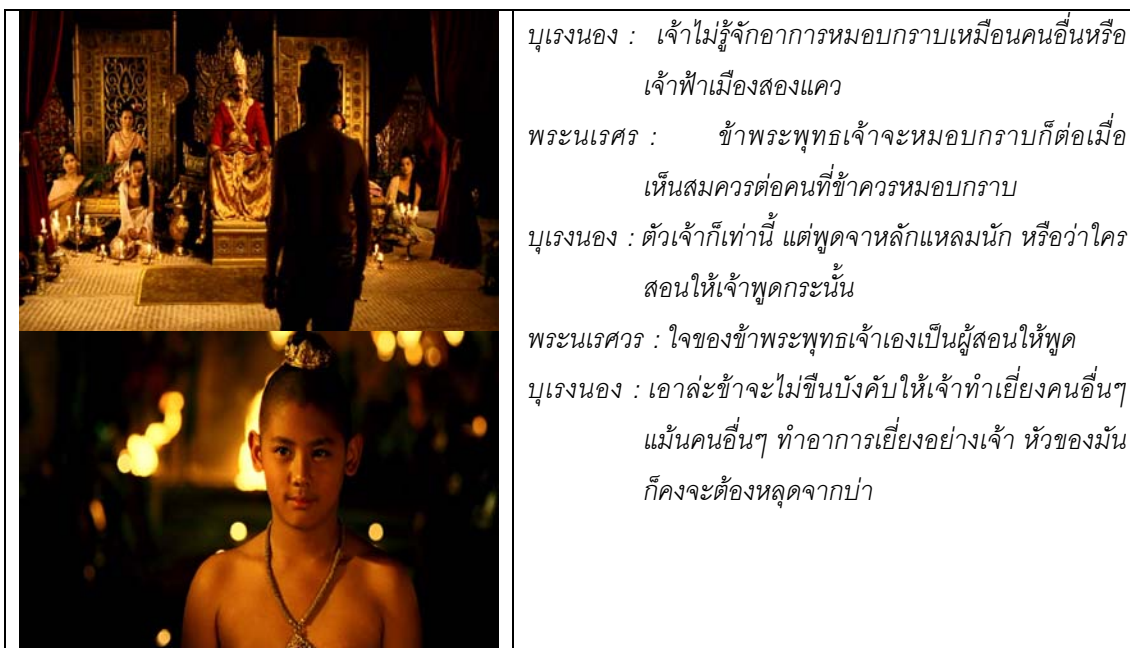 บุเรงนอง : เจ้าไม่รู้จักอาการหมอบกราบเหมือนคนอื่นหรือ
เจ้าฟ้าเมืองสองแคว
พระนเรศร : ข้าพระพุทธเจ้าจะหมอบกราบก็ต่อเมื่อ
เห็นสมควรต่อคนที่ข้าควรหมอบกราบ
บุเรงนอง : ตัวเจ้าก็เท่านี้ แต่พูดจาหลักแหลมนัก หรือว่าใคร
สอนให้เจ้าพูดกระนั้น
พระนเรศวร : ใจของข้าพระพุทธเจ้าเองเป็นผู้สอนให้พูด
บุเรงนอง : เอาล่ะข้าจะไม่ขืนบังคับให้เจ้าทำเยี่ยงคนอื่นๆ
แม้นคนอื่นๆ ทำอาการเยี่ยงอย่างเจ้า หัวของมัน
ก็คงจะต้องหลุดจากบ่า